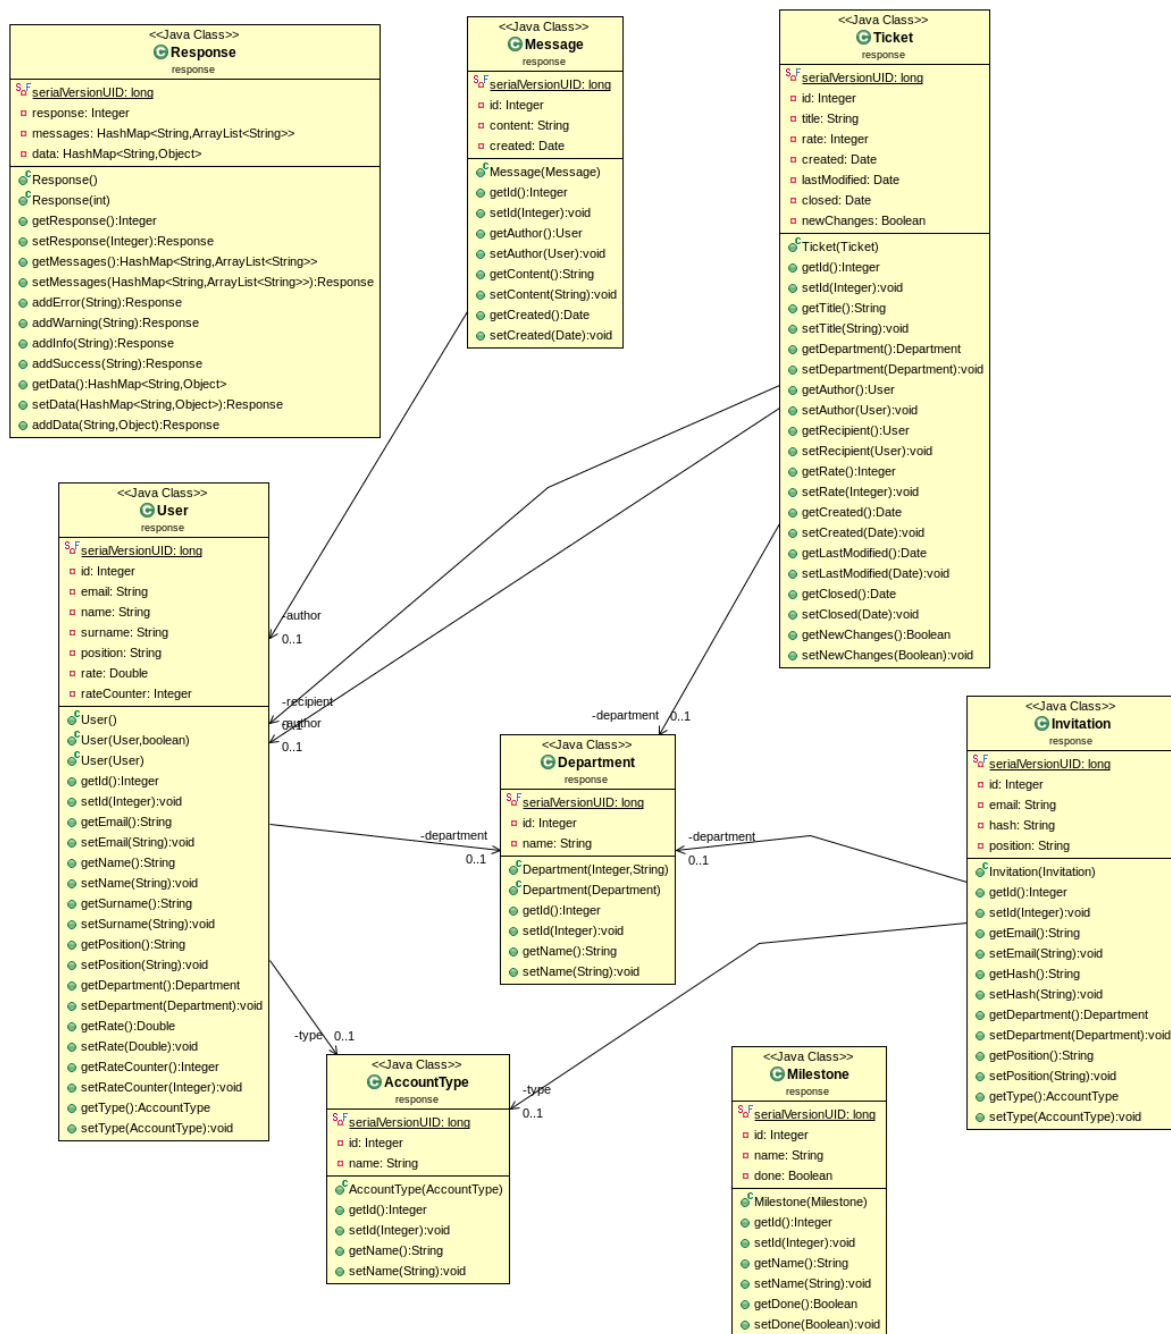 <<Java Class>>
Response
response
serialVersionUID: long
response: Integer
messages: HashMap<String,ArrayList<String>>
data: HashMap<String,Object>
Response()
Response(int)
getResponse():Integer
setResponse(Integer):Response
getMessages():HashMap<String,ArrayList<String>>
setMessages(HashMap<String,ArrayList<String>>):Response
addError(String):Response
addWarning(String):Response
addInfo(String):Response
addSuccess(String):Response
getData():HashMap<String,Object>
setData(HashMap<String,Object>):Response
addData(String,Object):Response
<<Java Class>>
Message
response
serialVersionUID: long
id: Integer
content: String
created: Date
Message(Message)
getId():Integer
setId(Integer):void
getAuthor():User
setAuthor(User):void
getContent():String
setContent(String):void
getCreated():Date
setCreated(Date):void
<<Java Class>>
Ticket
response
serialVersionUID: long
id: Integer
title: String
rate: Integer
created: Date
lastModified: Date
closed: Date
newChanges: Boolean
Ticket(Ticket)
getId():Integer
setId(Integer):void
getTitle():String
setTitle(String):void
getDepartment():Department
setDepartment(Department):void
getAuthor():User
setAuthor(User):void
getRecipient():User
setRecipient(User):void
getRate():Integer
setRate(Integer):void
getCreated():Date
setCreated(Date):void
getLastModified():Date
setLastModified(Date):void
getClosed():Date
setClosed(Date):void
getNewChanges():Boolean
setNewChanges(Boolean):void
<<Java Class>>
User
response
serialVersionUID: long
id: Integer
email: String
name: String
surname: String
position: String
rate: Double
rateCounter: Integer
User()
User(User,boolean)
User(User)
getId():Integer
setId(Integer):void
getEmail():String
setEmail(String):void
getName():String
setName(String):void
getSurname():String
setSurname(String):void
getPosition():String
setPosition(String):void
getDepartment():Department
setDepartment(Department):void
getRate():Double
setRate(Double):void
getRateCounter():Integer
setRateCounter(Integer):void
getType():AccountType
setType(AccountType):void
-author
0..1
-recipient
0..1
-author
0..1
-department
0..1
<<Java Class>>
Department
response
serialVersionUID: long
id: Integer
name: String
Department(Integer,String)
Department(Department)
getId():Integer
setId(Integer):void
getName():String
setName(String):void
-department
0..1
-department
0..1
<<Java Class>>
Invitation
response
serialVersionUID: long
id: Integer
email: String
hash: String
position: String
Invitation(Invitation)
getId():Integer
setId(Integer):void
getEmail():String
setEmail(String):void
getHash():String
setHash(String):void
getDepartment():Department
setDepartment(Department):void
getPosition():String
setPosition(String):void
getType():AccountType
setType(AccountType):void
-type
0..1
<<Java Class>>
AccountType
response
serialVersionUID: long
id: Integer
name: String
AccountType(AccountType)
getId():Integer
setId(Integer):void
getName():String
setName(String):void
-type
0..1
<<Java Class>>
Milestone
response
serialVersionUID: long
id: Integer
name: String
done: Boolean
Milestone(Milestone)
getId():Integer
setId(Integer):void
getName():String
setName(String):void
getDone():Boolean
setDone(Boolean):void